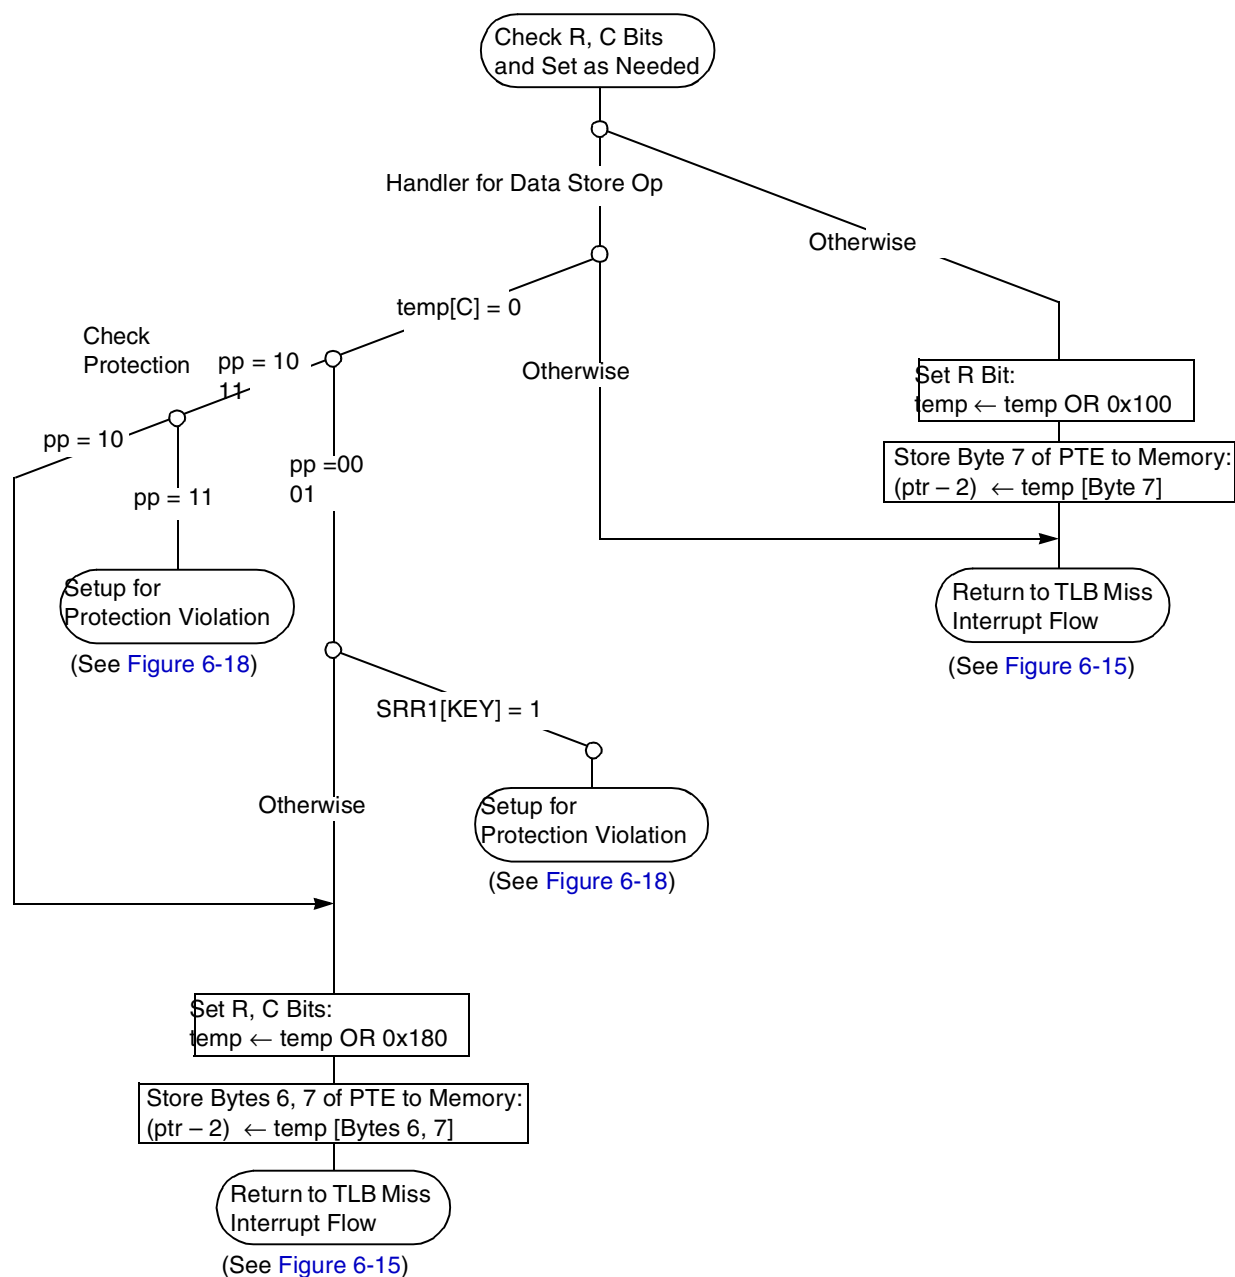 Check R, C Bits
and Set as Needed
Handler for Data Store Op
Otherwise
temp[C] = 0
Check
Protection
pp = 10
11
Otherwise
Set R Bit:
temp ← temp OR 0x100
pp = 10
Store Byte 7 of PTE to Memory:
(ptr – 2) ← temp [Byte 7]
pp =00
01
pp = 11
Setup for
Protection Violation
(See Figure 6-18)
Return to TLB Miss
Interrupt Flow
(See Figure 6-15)
SRR1[KEY] = 1
Otherwise
Setup for
Protection Violation
(See Figure 6-18)
Set R, C Bits:
temp ← temp OR 0x180
Store Bytes 6, 7 of PTE to Memory:
(ptr – 2) ← temp [Bytes 6, 7]
Return to TLB Miss
Interrupt Flow
(See Figure 6-15)